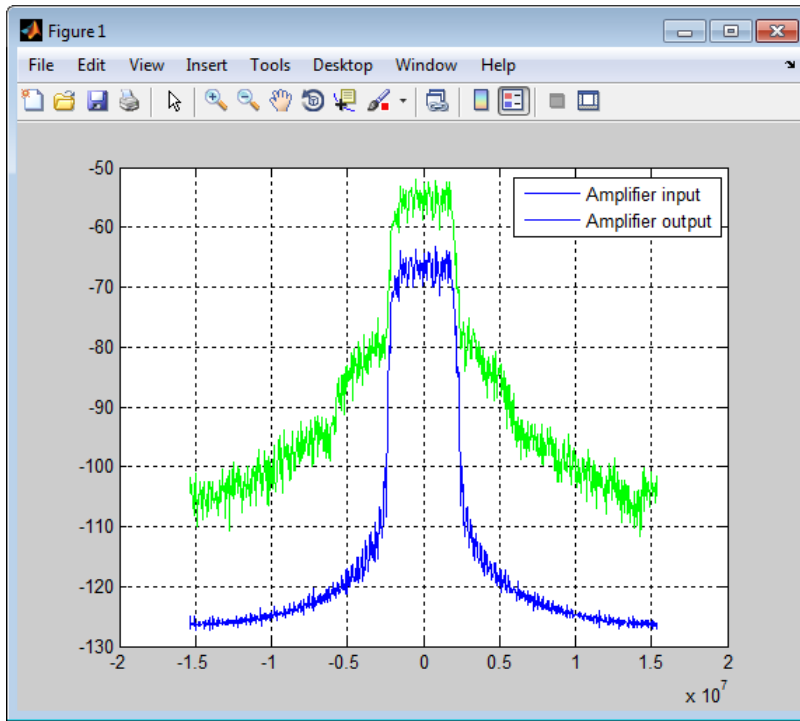 Figure 1
File Edit View Insert Tools Desktop Window Help
-50
-60
-70
-80
-90
-100
-110
-120
-130
Amplifier input
Amplifier output
-2 -1.5 -1 -0.5 0 0.5 1 1.5 2
x 10^7